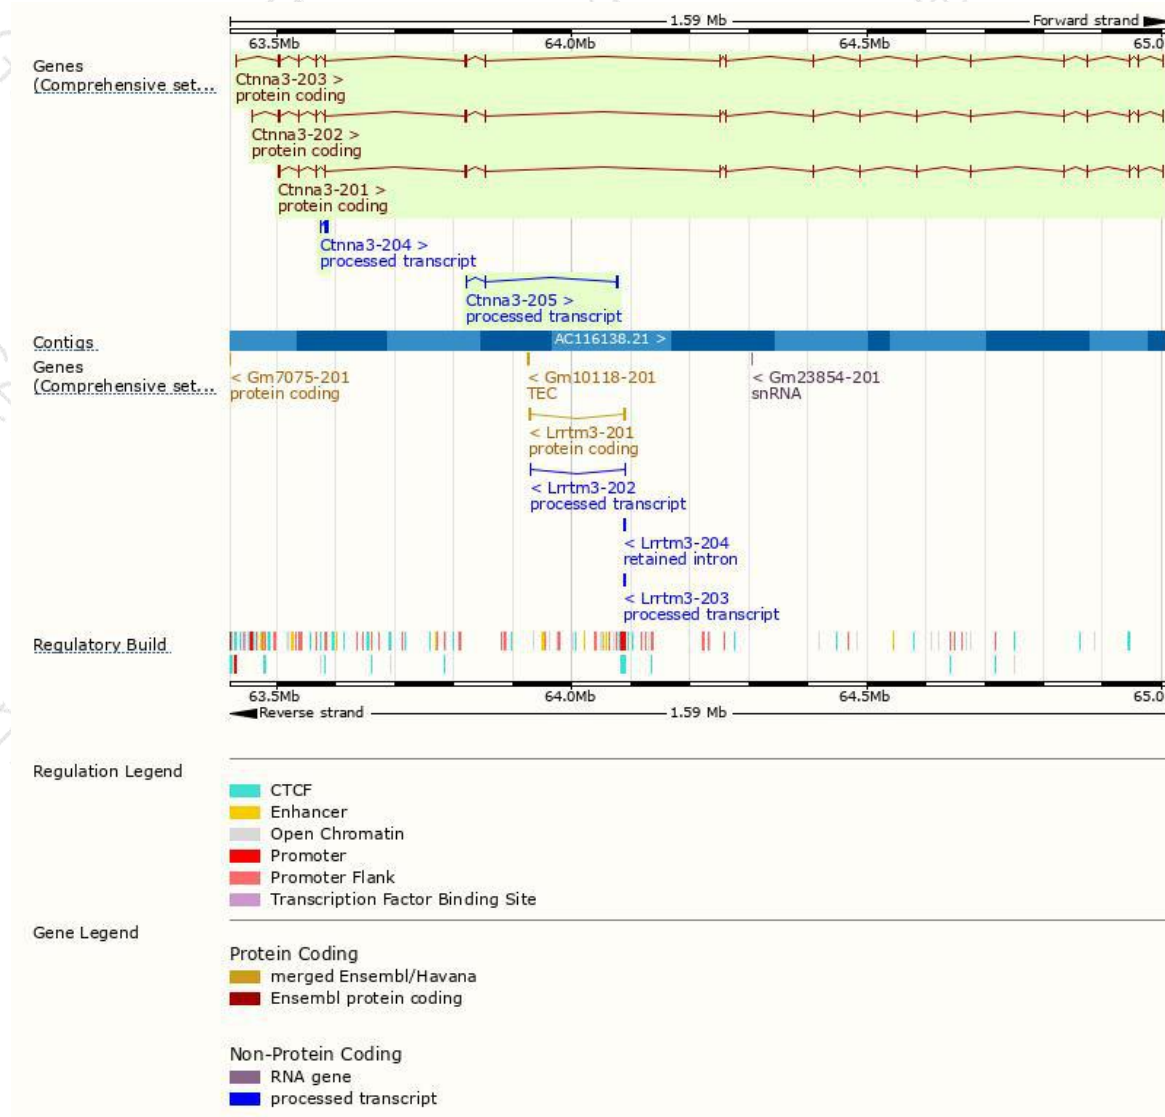 1.59 Mb Forward strand
63.5Mb 64.0Mb 64.5Mb 65.0
Genes
(Comprehensive set...
Ctnna3-203 >
protein coding
Ctnna3-202 >
protein coding
Ctnna3-201 >
protein coding
Ctnna3-204 >
processed transcript
Ctnna3-205 >
processed transcript
Contigs
AC116138.21 >
Genes
(Comprehensive set...
< Gm7075-201 < Gm10118-201 < Gm23854-201
protein coding TEC snRNA
< Lrrtm3-201
protein coding
< Lrrtm3-202
processed transcript
< Lrrtm3-204
retained intron
< Lrrtm3-203
processed transcript
Regulatory Build
63.5Mb 64.0Mb 64.5Mb 65.0
Reverse strand 1.59 Mb
Regulation Legend
CTCF
Enhancer
Open Chromatin
Promoter
Promoter Flank
Transcription Factor Binding Site
Gene Legend
Protein Coding
merged Ensembl/Havana
Ensembl protein coding
Non-Protein Coding
RNA gene
processed transcript